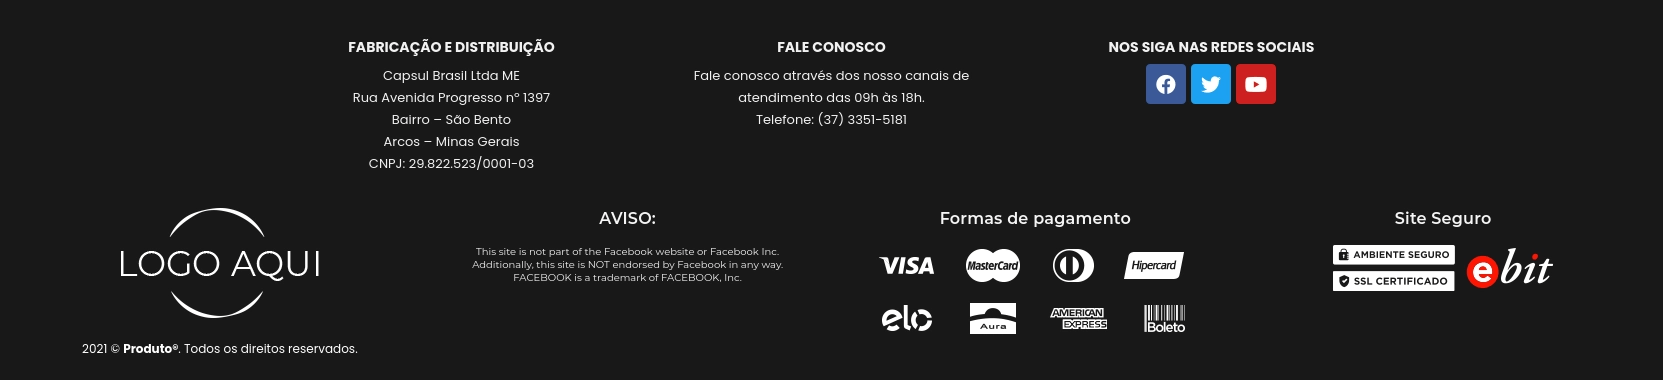 FABRICAÇÃO E DISTRIBUIÇÃO
Capsul Brasil Ltda ME
Rua Avenida Progresso nº 1397
Bairro – São Bento
Arcos – Minas Gerais
CNPJ: 29.822.523/0001-03
FALE CONOSCO
Fale conosco através dos nosso canais de
atendimento das 09h às 18h.
Telefone: (37) 3351-5181
NOS SIGA NAS REDES SOCIAIS
LOGO AQUI
2021 © Produto®. Todos os direitos reservados.
AVISO:
This site is not part of the Facebook website or Facebook Inc.
Additionally, this site is NOT endorsed by Facebook in any way.
FACEBOOK is a trademark of FACEBOOK, Inc.
Formas de pagamento
VISA
MasterCard
Hipercard
elo
Aura
AMERICAN
EXPRESS
Boleto
Site Seguro
AMBIENTE SEGURO
SSL CERTIFICADO
ebit